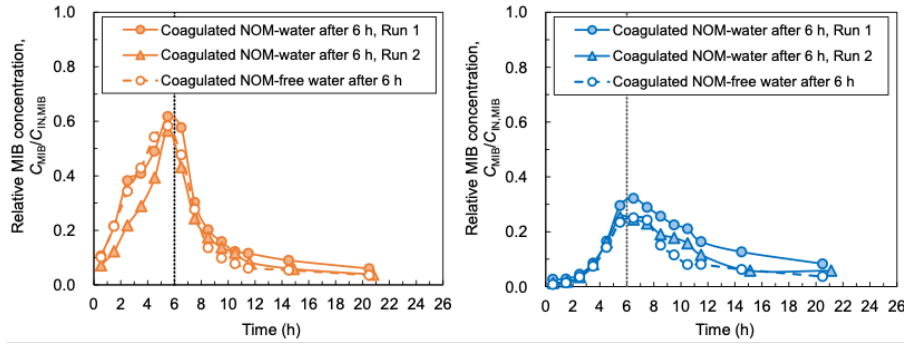 Relative MIB concentration,
C_MIB/C_IN,MIB
1.0
0.8
0.6
0.4
0.2
0.0
Coagulated NOM-water after 6 h, Run 1
Coagulated NOM-water after 6 h, Run 2
Coagulated NOM-free water after 6 h
0 2 4 6 8 10 12 14 16 18 20 22 24 26
Time (h)
Relative MIB concentration,
C_MIB/C_IN,MIB
1.0
0.8
0.6
0.4
0.2
0.0
Coagulated NOM-water after 6 h, Run 1
Coagulated NOM-water after 6 h, Run 2
Coagulated NOM-free water after 6 h
0 2 4 6 8 10 12 14 16 18 20 22 24 26
Time (h)